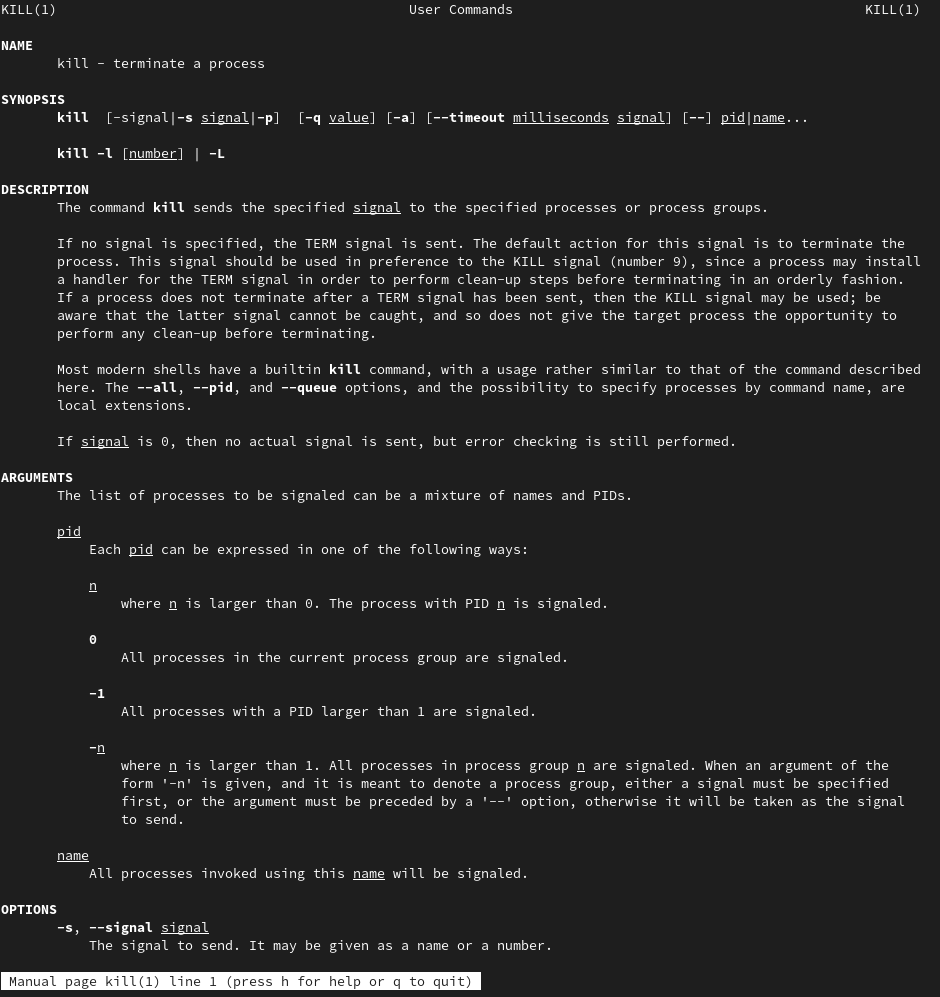 KILL(1) User Commands KILL(1)
NAME
kill - terminate a process
SYNOPSIS
kill [-signal|-s signal|-p] [-q value] [-a] [--timeout milliseconds signal] [--] pid|name...
kill -l [number] | -L
DESCRIPTION
The command kill sends the specified signal to the specified processes or process groups.
If no signal is specified, the TERM signal is sent. The default action for this signal is to terminate the
process. This signal should be used in preference to the KILL signal (number 9), since a process may install
a handler for the TERM signal in order to perform clean-up steps before terminating in an orderly fashion.
If a process does not terminate after a TERM signal has been sent, then the KILL signal may be used; be
aware that the latter signal cannot be caught, and so does not give the target process the opportunity to
perform any clean-up before terminating.
Most modern shells have a builtin kill command, with a usage rather similar to that of the command described
here. The --all, --pid, and --queue options, and the possibility to specify processes by command name, are
local extensions.
If signal is 0, then no actual signal is sent, but error checking is still performed.
ARGUMENTS
The list of processes to be signaled can be a mixture of names and PIDs.
pid
Each pid can be expressed in one of the following ways:
n
where n is larger than 0. The process with PID n is signaled.
0
All processes in the current process group are signaled.
-1
All processes with a PID larger than 1 are signaled.
-n
where n is larger than 1. All processes in process group n are signaled. When an argument of the
form '-n' is given, and it is meant to denote a process group, either a signal must be specified
first, or the argument must be preceded by a '--' option, otherwise it will be taken as the signal
to send.
name
All processes invoked using this name will be signaled.
OPTIONS
-s, --signal signal
The signal to send. It may be given as a name or a number.
Manual page kill(1) line 1 (press h for help or q to quit)